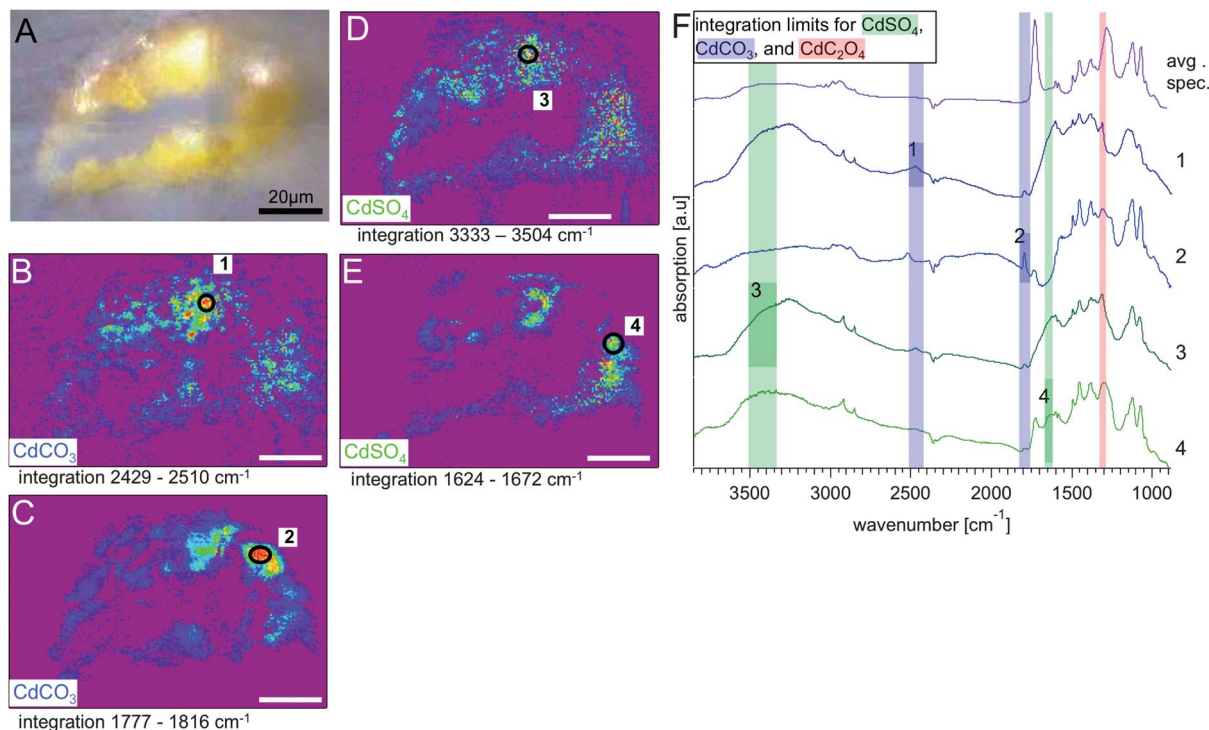 A
20μm
B
1
CdCO₃
integration 2429 - 2510 cm⁻¹
C
2
CdCO₃
integration 1777 - 1816 cm⁻¹
D
3
CdSO₄
integration 3333 – 3504 cm⁻¹
E
4
CdSO₄
integration 1624 - 1672 cm⁻¹
F
integration limits for CdSO₄,
CdCO₃, and CdC₂O₄
avg .
spec.
1
1
2
2
3
3
4
4
absorption [a.u]
3500 3000 2500 2000 1500 1000
wavenumber [cm⁻¹]